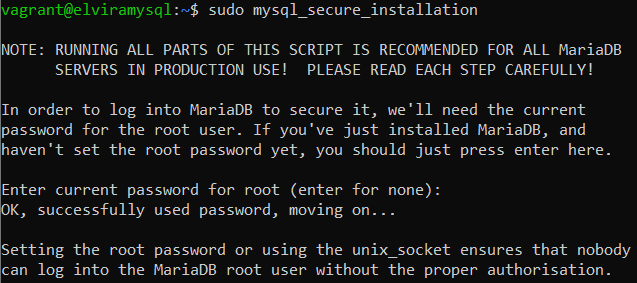 vagrant@elviramysql:~$ sudo mysql_secure_installation
NOTE: RUNNING ALL PARTS OF THIS SCRIPT IS RECOMMENDED FOR ALL MariaDB
SERVERS IN PRODUCTION USE!  PLEASE READ EACH STEP CAREFULLY!
In order to log into MariaDB to secure it, we'll need the current
password for the root user. If you've just installed MariaDB, and
haven't set the root password yet, you should just press enter here.
Enter current password for root (enter for none):
OK, successfully used password, moving on...
Setting the root password or using the unix_socket ensures that nobody
can log into the MariaDB root user without the proper authorisation.